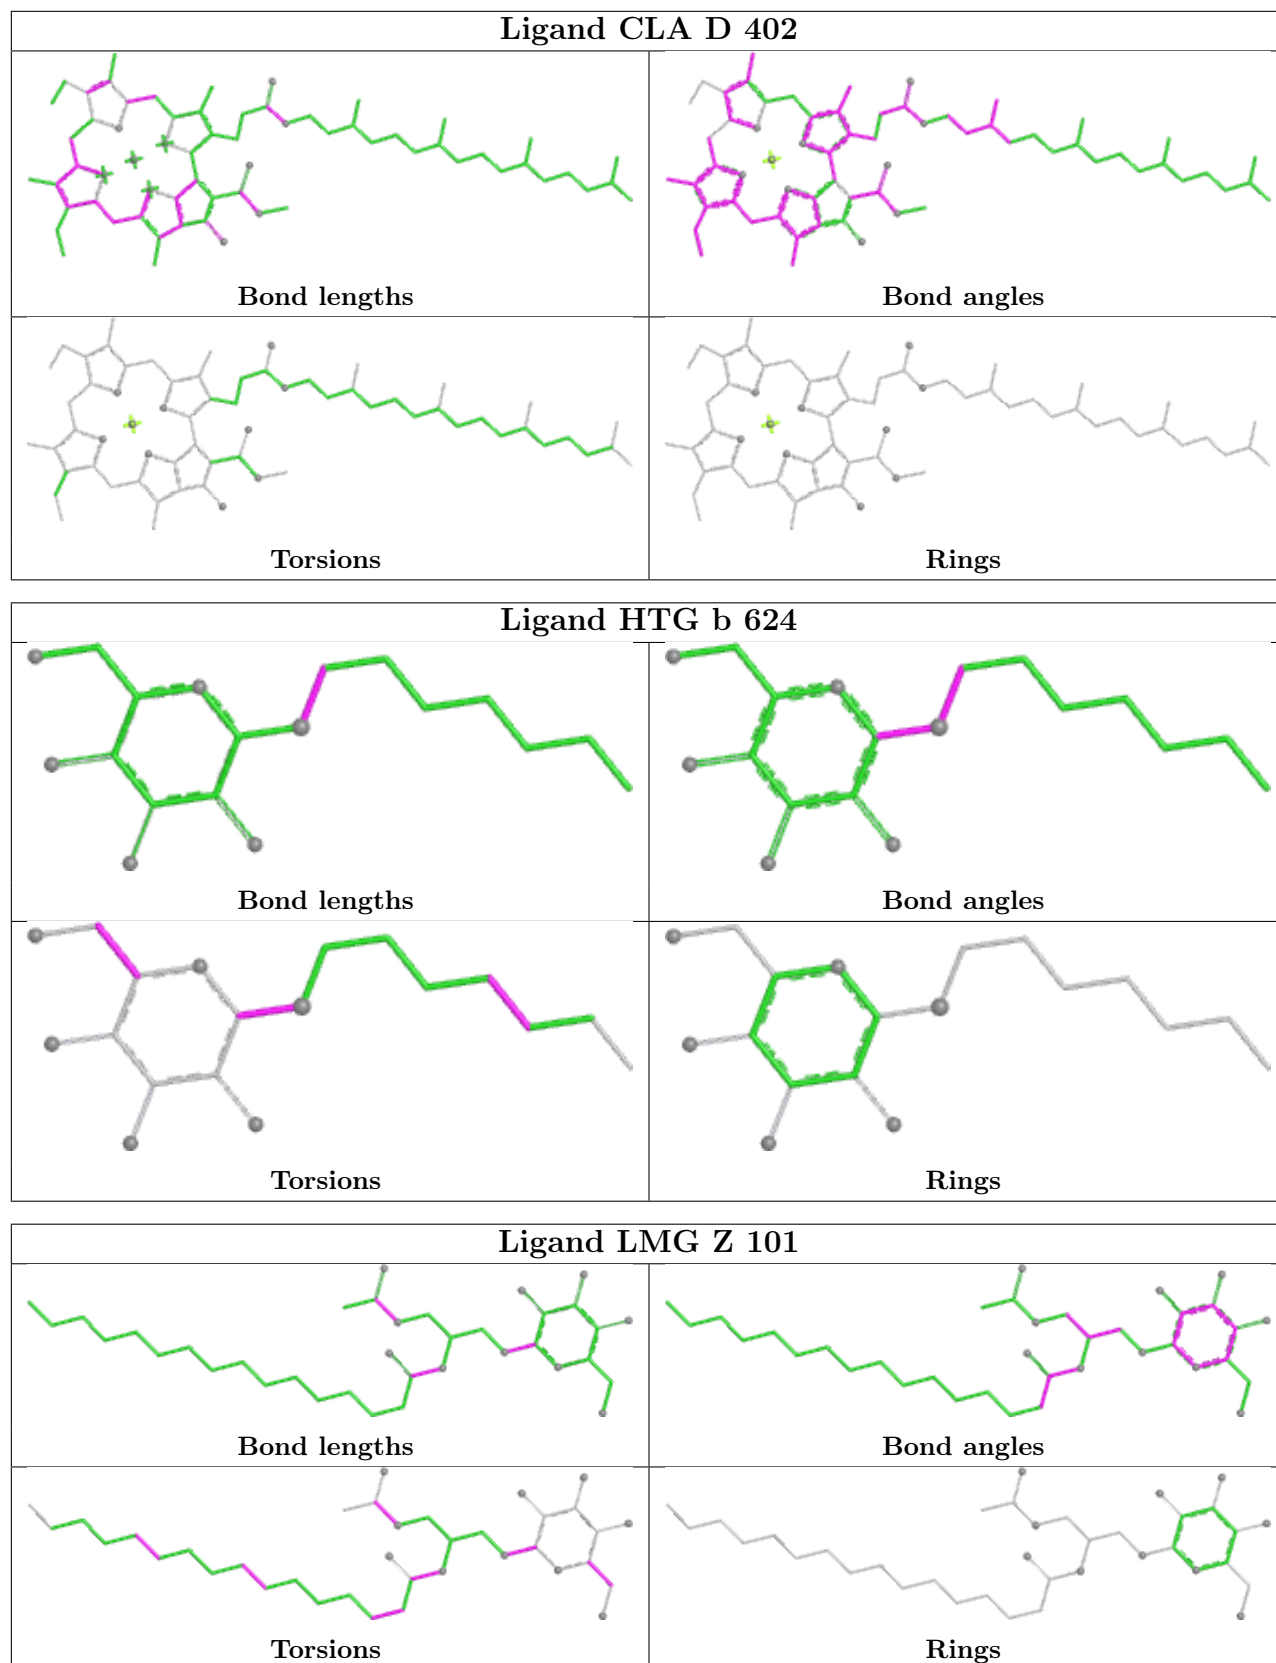 Ligand CLA D 402
Bond lengths
Bond angles
Torsions
Rings
Ligand HTG b 624
Bond lengths
Bond angles
Torsions
Rings
Ligand LMG Z 101
Bond lengths
Bond angles
Torsions
Rings